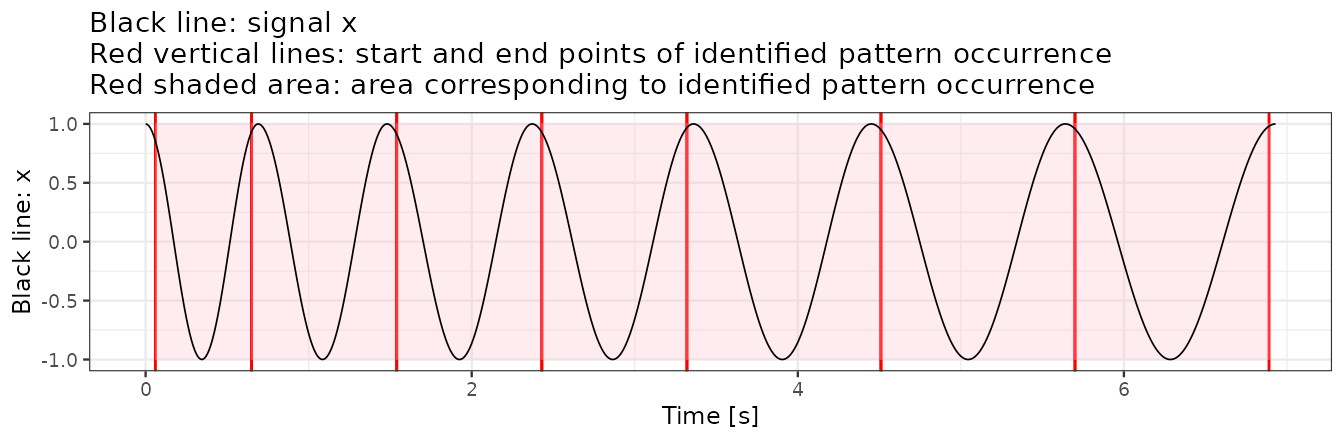 Black line: signal x
Red vertical lines: start and end points of identified pattern occurrence
Red shaded area: area corresponding to identified pattern occurrence
1.0
0.5
0.0
-0.5
-1.0
Black line: x
0 2 4 6
Time [s]